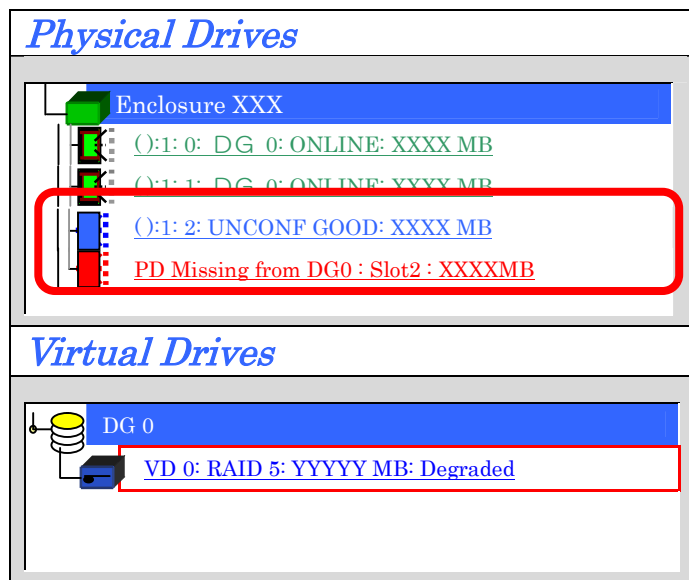 Physical Drives
Enclosure XXX
( ):1: 0: ＤＧ 0: ONLINE: XXXX MB
( ):1: 1: ＤＧ 0: ONLINE: XXXX MB
( ):1: 2: UNCONF GOOD: XXXX MB
PD Missing from DG0 : Slot2 : XXXXMB
Virtual Drives
DG 0
VD 0: RAID 5: YYYYY MB: Degraded